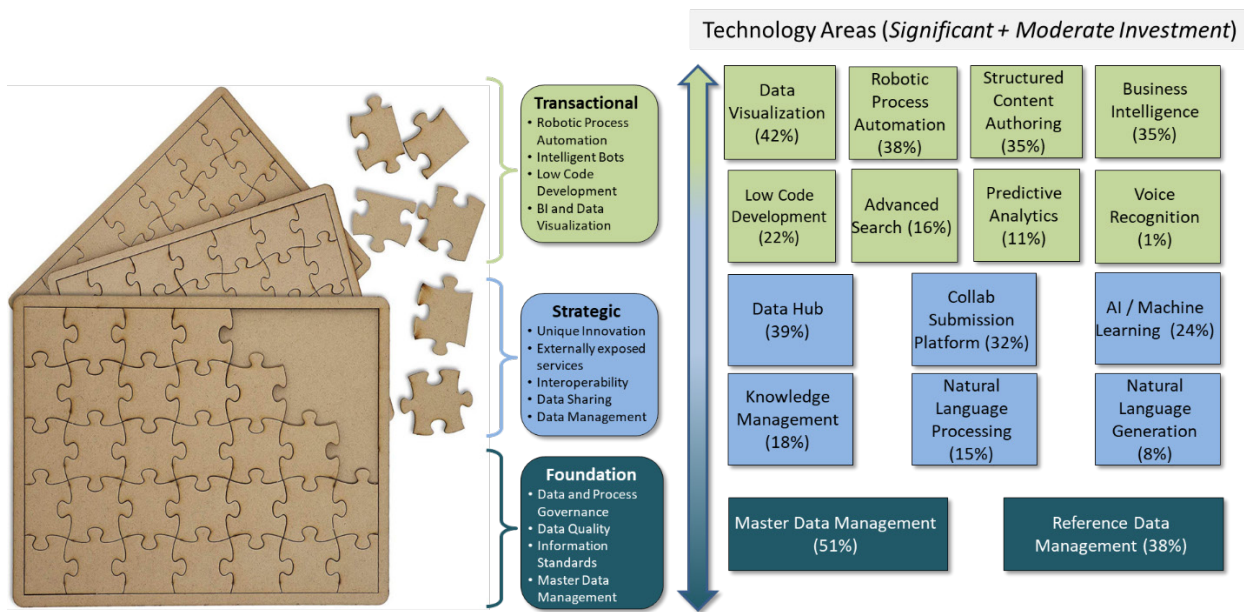 Technology Areas (Significant + Moderate Investment)
Transactional
• Robotic Process
Automation
• Intelligent Bots
• Low Code
Development
• BI and Data
Visualization
Strategic
• Unique Innovation
• Externally exposed
services
• Interoperability
• Data Sharing
• Data Management
Foundation
• Data and Process
Governance
• Data Quality
• Information
Standards
• Master Data
Management
Data
Visualization
(42%)
Robotic
Process
Automation
(38%)
Structured
Content
Authoring
(35%)
Business
Intelligence
(35%)
Low Code
Development
(22%)
Advanced
Search (16%)
Predictive
Analytics
(11%)
Voice
Recognition
(1%)
Data Hub
(39%)
Collab
Submission
Platform (32%)
AI / Machine
Learning (24%)
Knowledge
Management
(18%)
Natural
Language
Processing
(15%)
Natural
Language
Generation
(8%)
Master Data Management
(51%)
Reference Data
Management (38%)